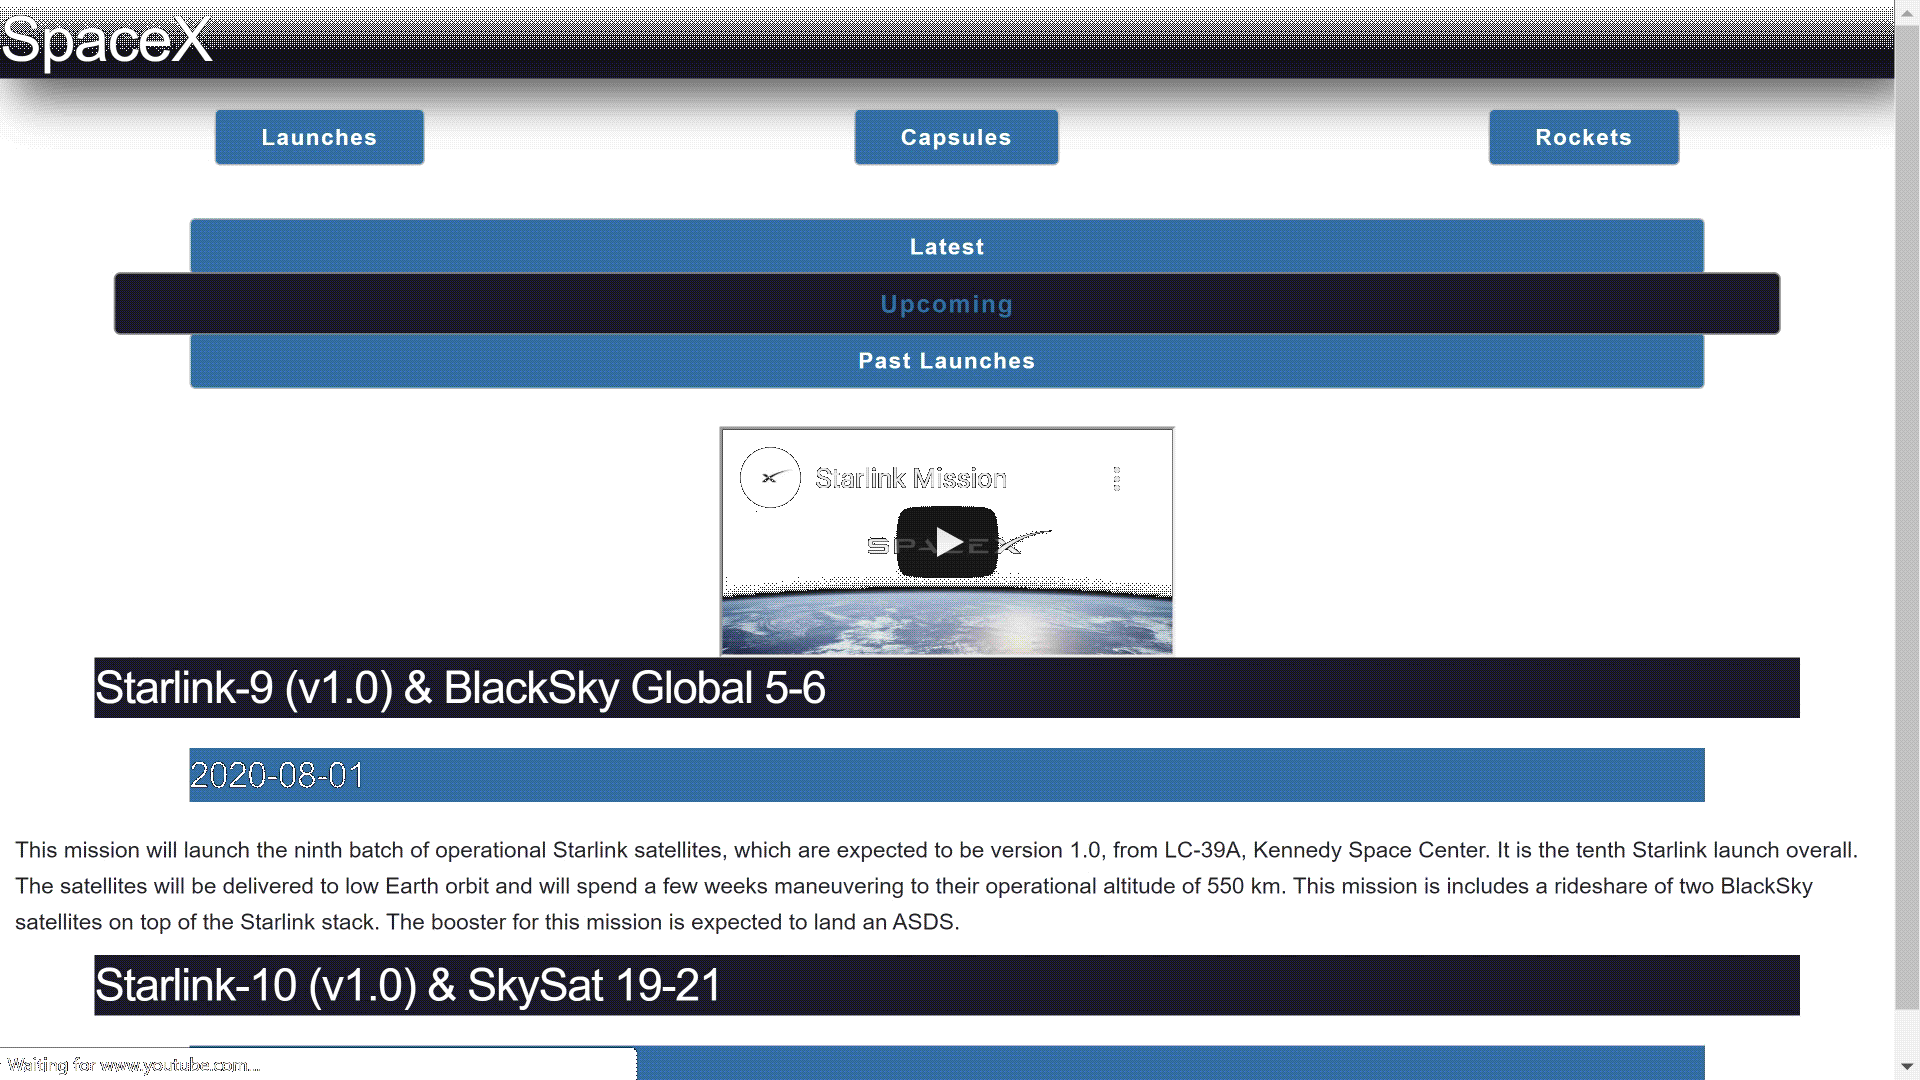 SpaceX
Launches
Capsules
Rockets
Latest
Upcoming
Past Launches
Starlink Mission
SPACEX
Starlink-9 (v1.0) & BlackSky Global 5-6
2020-08-01
This mission will launch the ninth batch of operational Starlink satellites, which are expected to be version 1.0, from LC-39A, Kennedy Space Center. It is the tenth Starlink launch overall.
The satellites will be delivered to low Earth orbit and will spend a few weeks maneuvering to their operational altitude of 550 km. This mission is includes a rideshare of two BlackSky
satellites on top of the Starlink stack. The booster for this mission is expected to land an ASDS.
Starlink-10 (v1.0) & SkySat 19-21
Waiting for www.youtube.com...